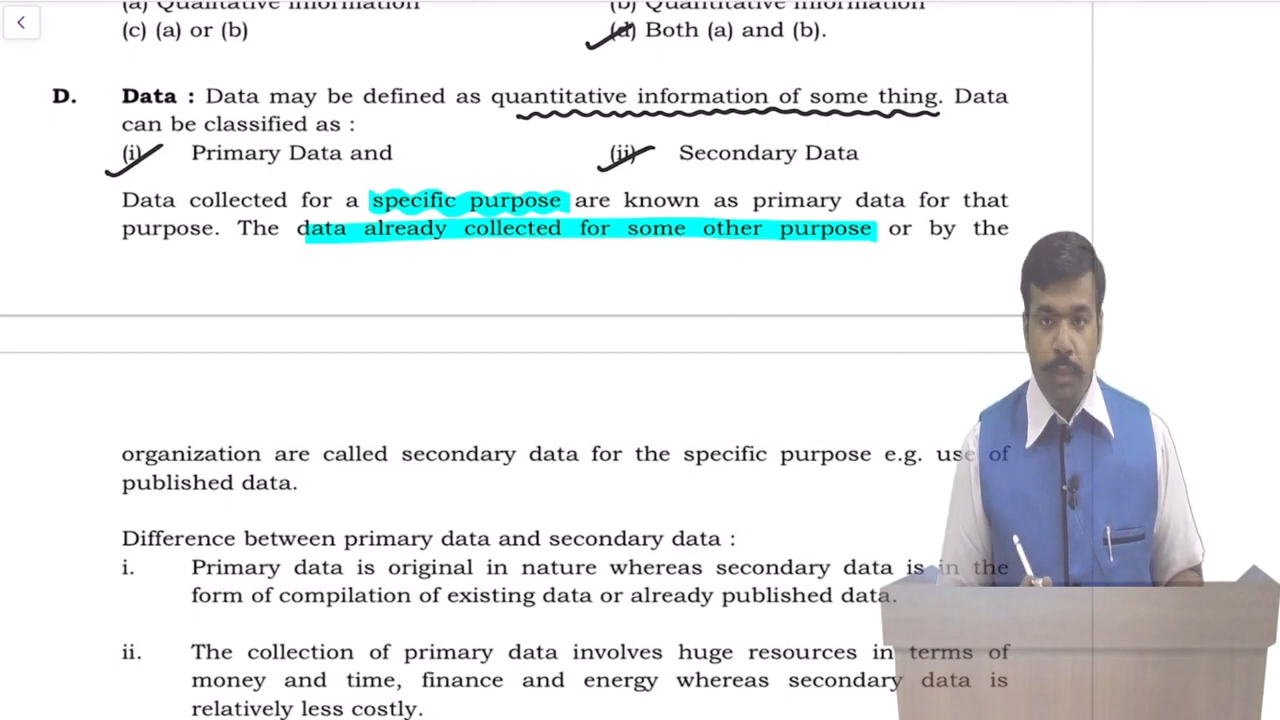 (a) Qualitative information (b) Quantitative information
(c) (a) or (b) (d) Both (a) and (b).
D. Data : Data may be defined as quantitative information of some thing. Data
can be classified as :
(i) Primary Data and (ii) Secondary Data
Data collected for a specific purpose are known as primary data for that
purpose. The data already collected for some other purpose or by the
organization are called secondary data for the specific purpose e.g. use of
published data.
Difference between primary data and secondary data :
i. Primary data is original in nature whereas secondary data is in the
form of compilation of existing data or already published data.
ii. The collection of primary data involves huge resources in terms of
money and time, finance and energy whereas secondary data is
relatively less costly.